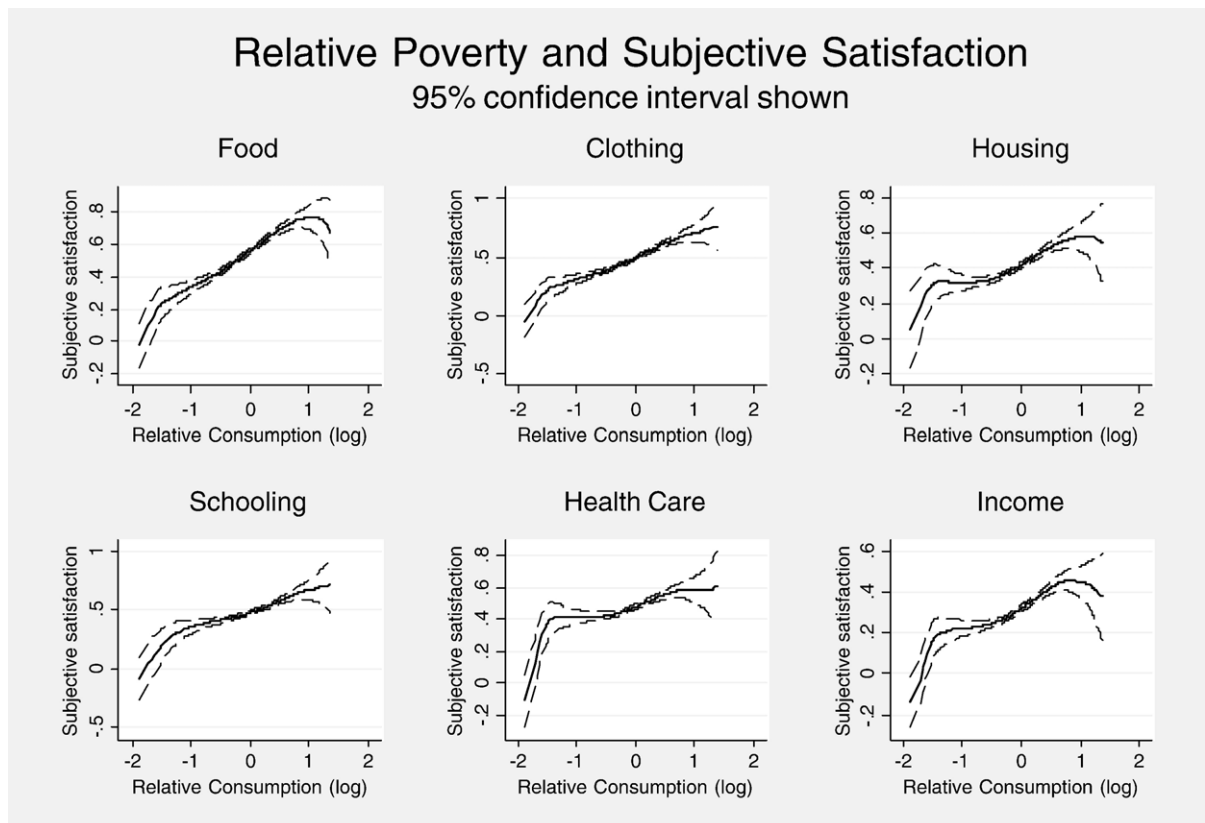 Relative Poverty and Subjective Satisfaction
95% confidence interval shown
Food
Subjective satisfaction
.8
.6
.4
.2
0
-.2
-2 -1 0 1 2
Relative Consumption (log)
Clothing
Subjective satisfaction
1
.5
0
-.5
-2 -1 0 1 2
Relative Consumption (log)
Housing
Subjective satisfaction
.8
.6
.4
.2
0
-.2
-2 -1 0 1 2
Relative Consumption (log)
Schooling
Subjective satisfaction
1
.5
0
-.5
-2 -1 0 1 2
Relative Consumption (log)
Health Care
Subjective satisfaction
.8
.6
.4
.2
0
-.2
-2 -1 0 1 2
Relative Consumption (log)
Income
Subjective satisfaction
.6
.4
.2
0
-.2
-2 -1 0 1 2
Relative Consumption (log)